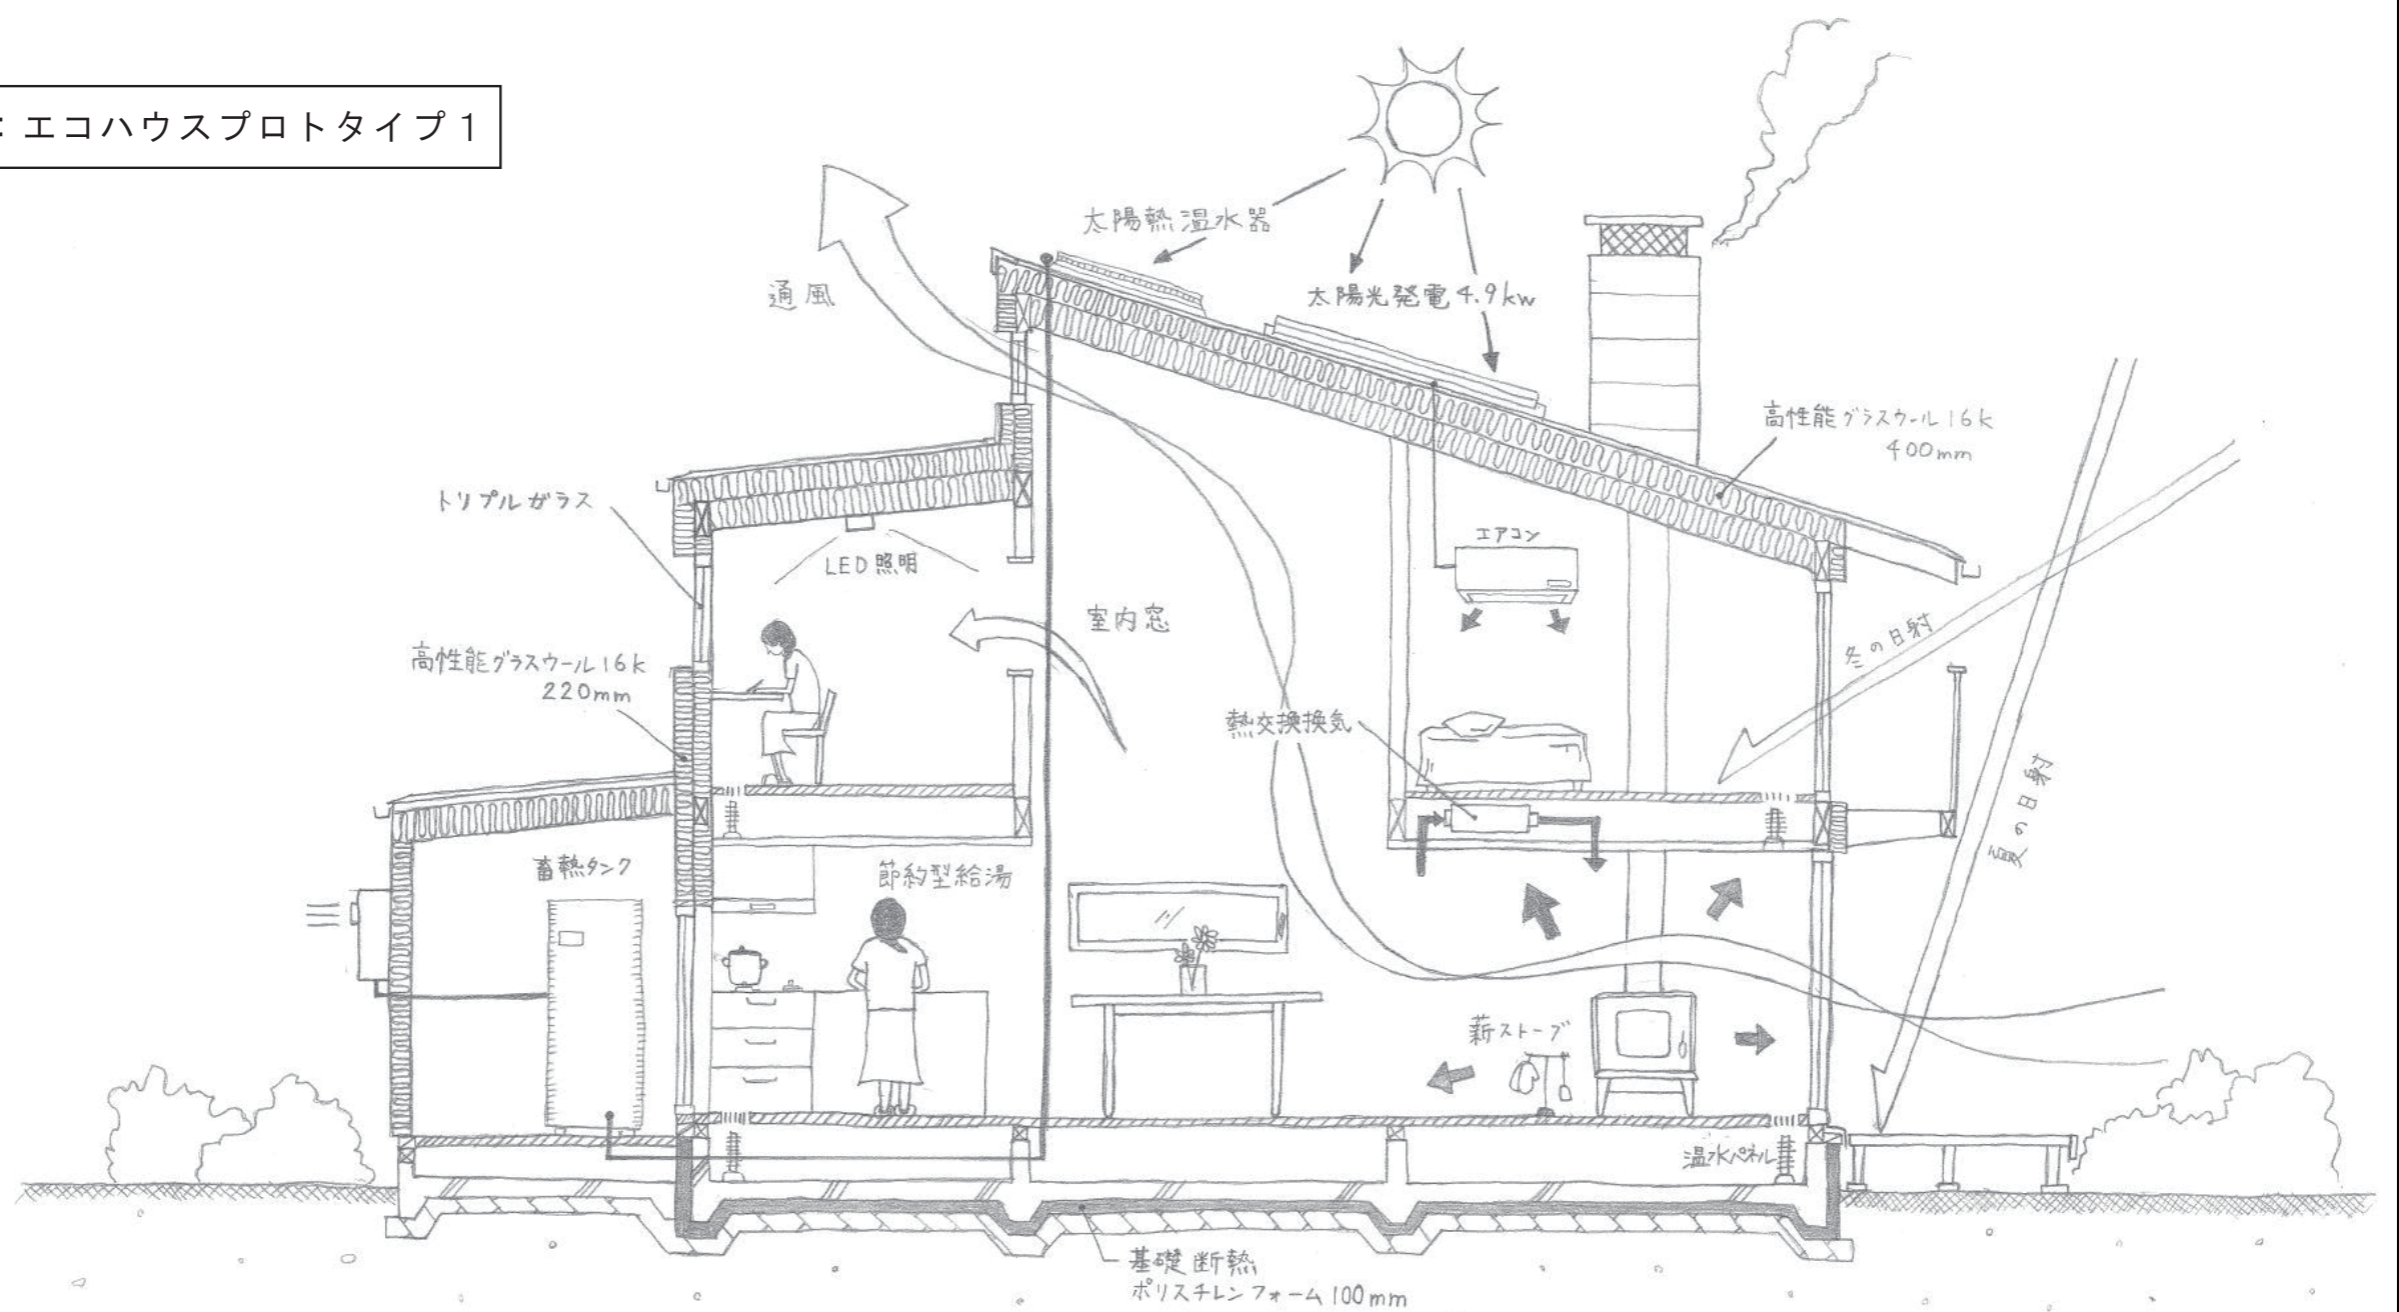 ：エコハウスプロトタイプ１
太陽熱温水器
通風
太陽光発電4.9kw
高性能グラスウール16k
400mm
トリプルガラス
エアコン
LED照明
室内窓
冬の日射
高性能グラスウール16k
220mm
熱交換換気
夏の日射
畜熱タンク
節約型給湯
薪ストーブ
温水パネル
基礎断熱
ポリスチレンフォーム100mm